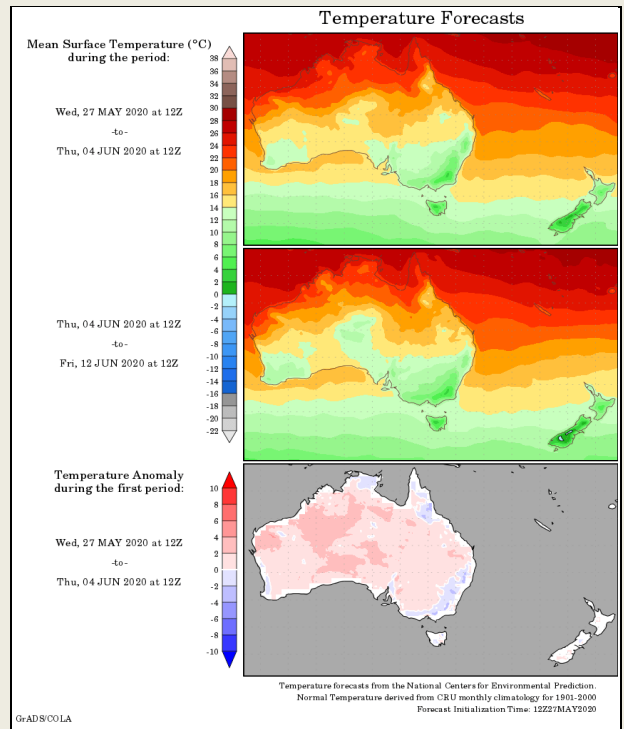 Temperature Forecasts
Mean Surface Temperature (°C)
during the period:
38
36
34
32
30
28
26
24
22
20
18
16
14
12
10
8
6
4
2
0
-2
-4
-6
-8
-10
-12
-14
-16
-17
-18
-20
-22
Wed, 27 MAY 2020 at 12Z
-to-
Thu, 04 JUN 2020 at 12Z
Thu, 04 JUN 2020 at 12Z
-to-
Fri, 12 JUN 2020 at 12Z
Temperature Anomaly
during the first period:
10
8
6
4
2
0
-2
-4
-6
-8
-10
Wed, 27 MAY 2020 at 12Z
-to-
Thu, 04 JUN 2020 at 12Z
Temperature forecasts from the National Centers for Environmental Prediction.
Normal Temperature derived from CRU monthly climatology for 1901-2000
Forecast Initialization Time: 12Z27MAY2020
GrADS/COLA